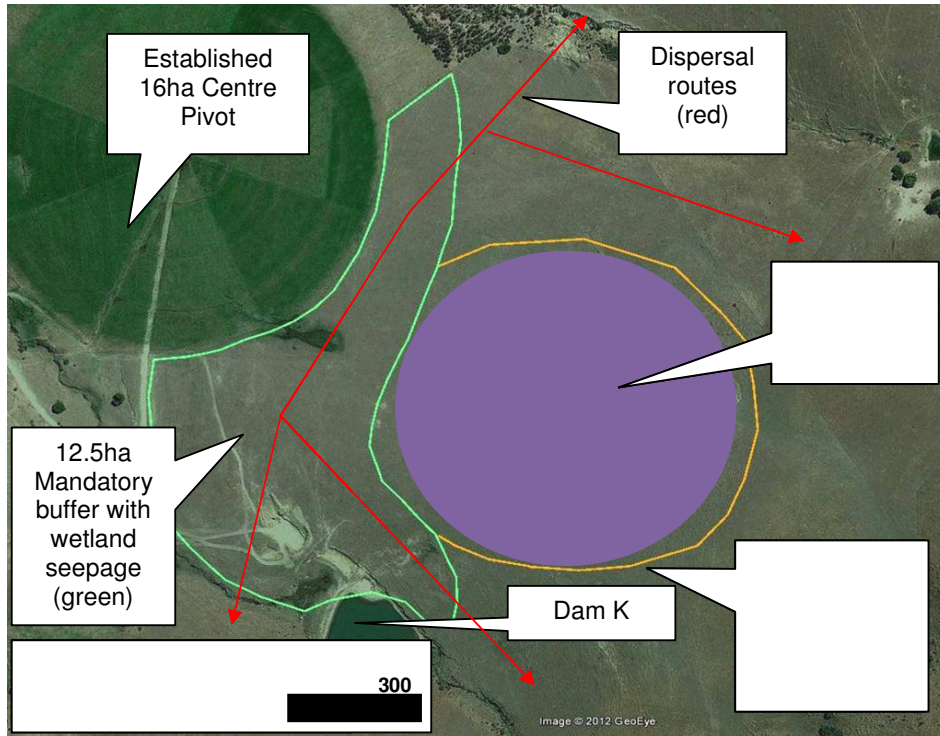 Established
16ha Centre
Pivot
Dispersal
routes
(red)
12.5ha
Mandatory
buffer with
wetland
seepage
(green)
Dam K
300
Image © 2012 GeoEye